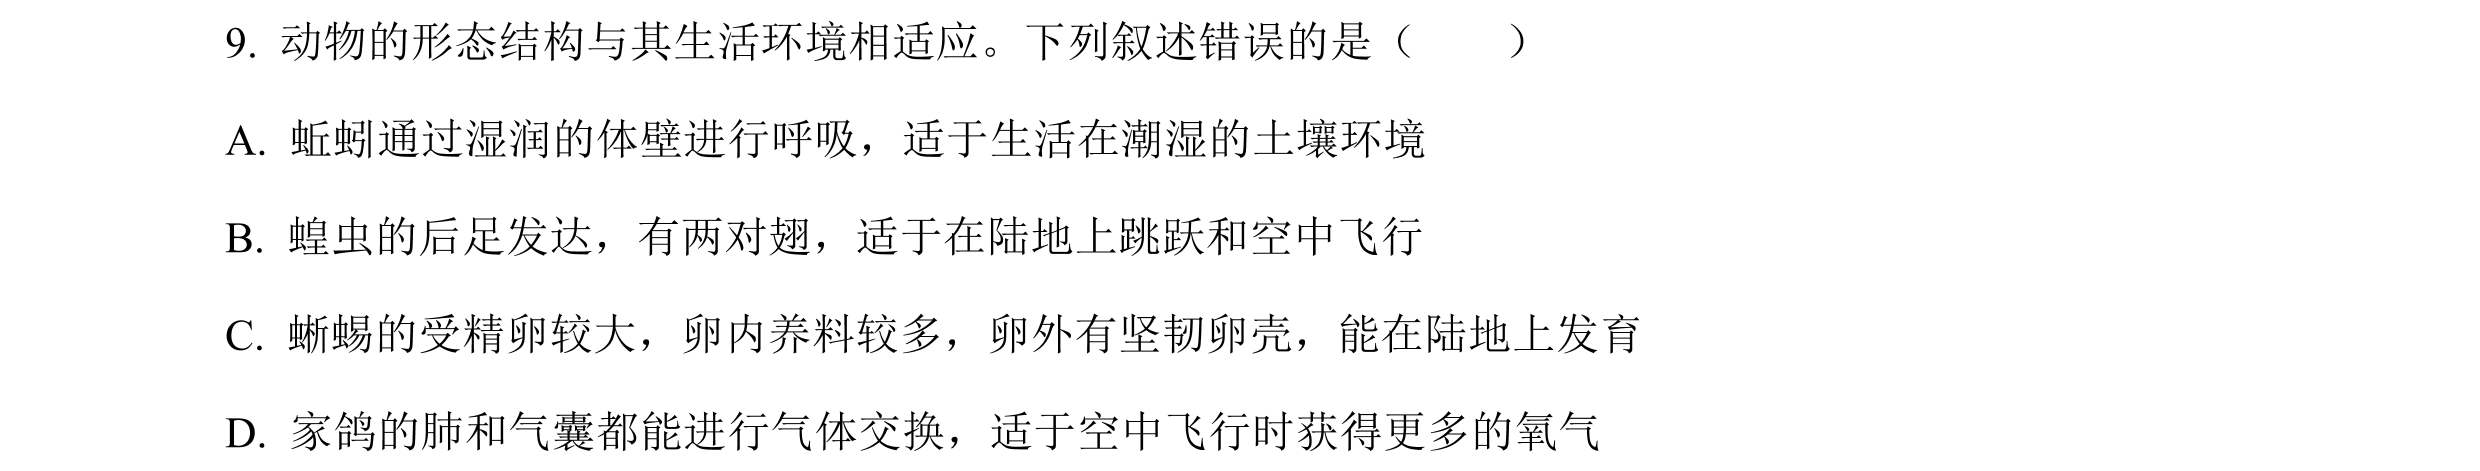 9. 动物的形态结构与其生活环境相适应。下列叙述错误的是（　　）
A. 蚯蚓通过湿润的体壁进行呼吸，适于生活在潮湿的土壤环境
B. 蝗虫的后足发达，有两对翅，适于在陆地上跳跃和空中飞行
C. 蜥蜴的受精卵较大，卵内养料较多，卵外有坚韧卵壳，能在陆地上发育
D. 家鸽的肺和气囊都能进行气体交换，适于空中飞行时获得更多的氧气